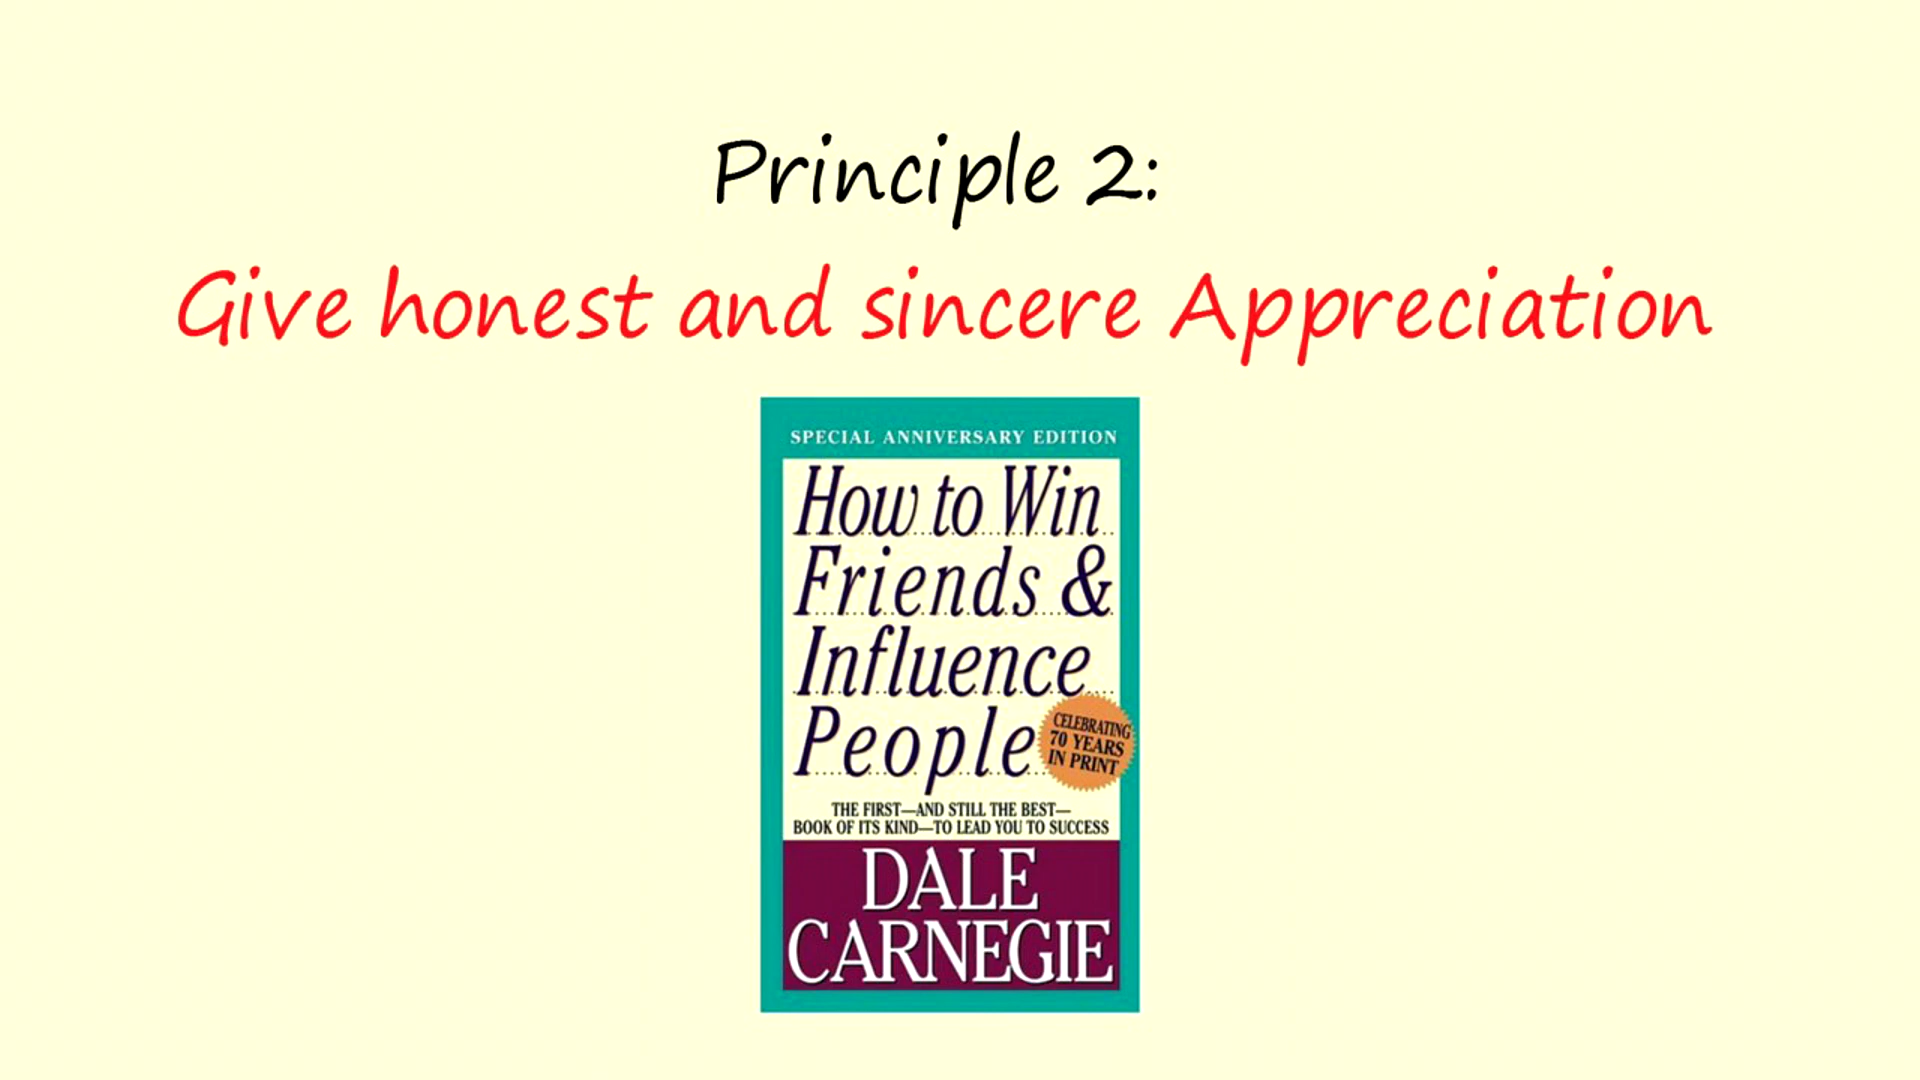 Principle 2:
Give honest and sincere Appreciation
SPECIAL ANNIVERSARY EDITION
How to Win
Friends &
Influence
People
CELEBRATING
70 YEARS
IN PRINT
THE FIRST—AND STILL THE BEST—
BOOK OF ITS KIND—TO LEAD YOU TO SUCCESS
DALE
CARNEGIE